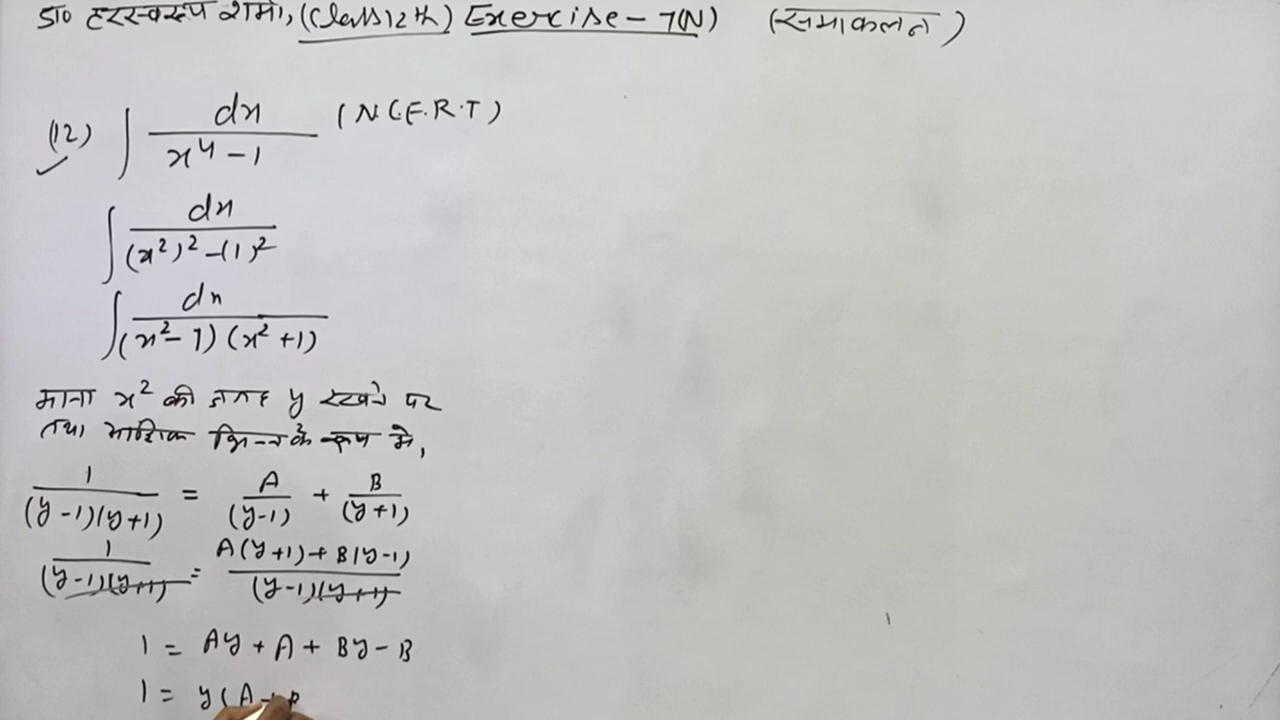 डा० हरस्वरूप शर्मा, (Class 12th) Exercise - 7(N) (समाकलन)
(12) ∫ dx / (x⁴ - 1) (N.C.E.R.T)
∫ dx / ((x²)² - (1)²)
∫ dx / ((x² - 1)(x² + 1))
माना x² की जगह y रखने पर
तथा आंशिक भिन्न के रूप में,
1 / ((y - 1)(y + 1)) = A / (y - 1) + B / (y + 1)
1 / ((y - 1)(y + 1)) = (A(y + 1) + B(y - 1)) / ((y - 1)(y + 1))
1 = Ay + A + By - B
1 = y(A +